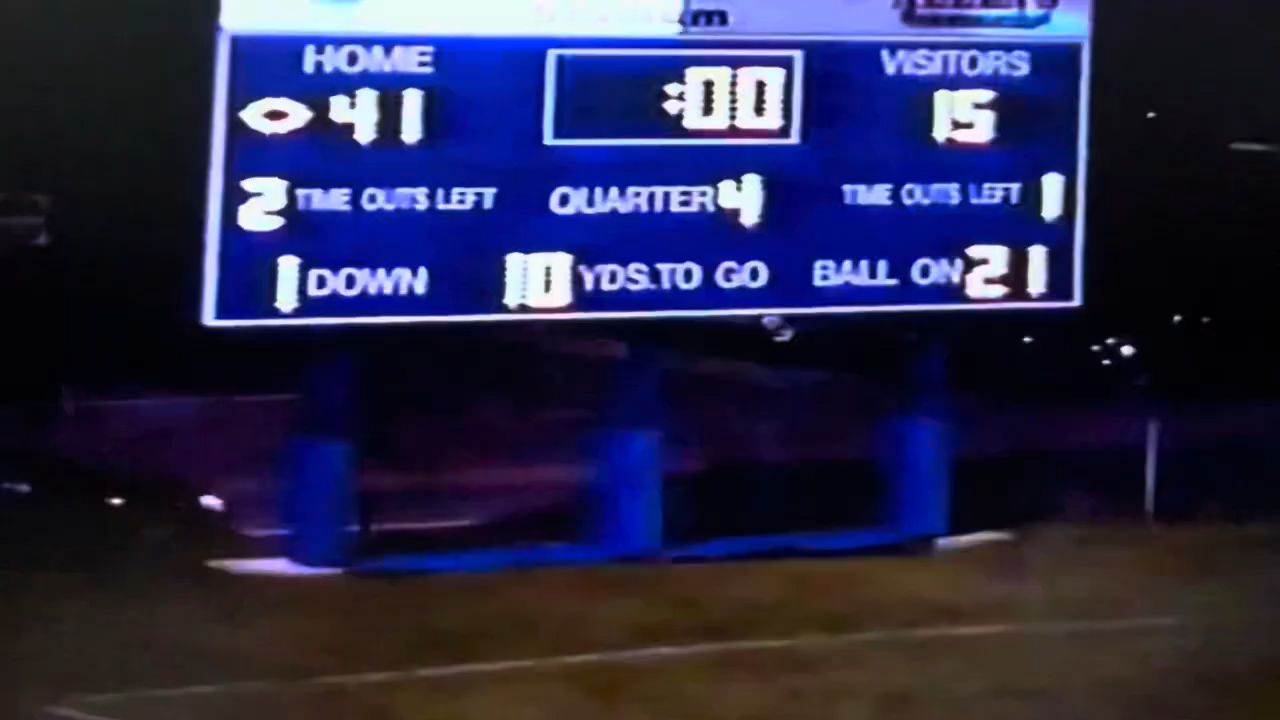 HOME :00 VISITORS
41 15
2 TIME OUTS LEFT QUARTER 4 TIME OUTS LEFT 1
1 DOWN 10 YDS.TO GO BALL ON 21